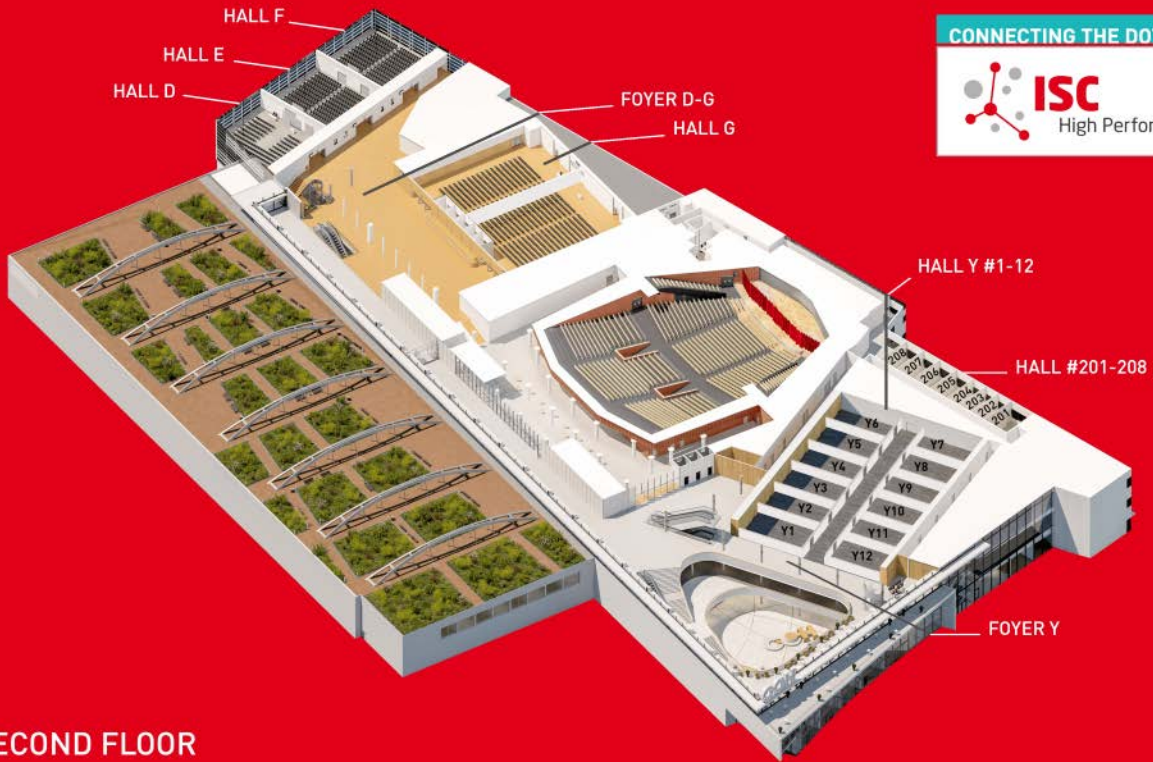 HALL F
HALL E
HALL D
FOYER D-G
HALL G
CONNECTING THE DO
ISC
High Perfor
HALL Y #1-12
HALL #201-208
208
207
206
205
204
203
202
201
Y6
Y5
Y4
Y3
Y2
Y1
Y7
Y8
Y9
Y10
Y11
Y12
FOYER Y
ECOND FLOOR